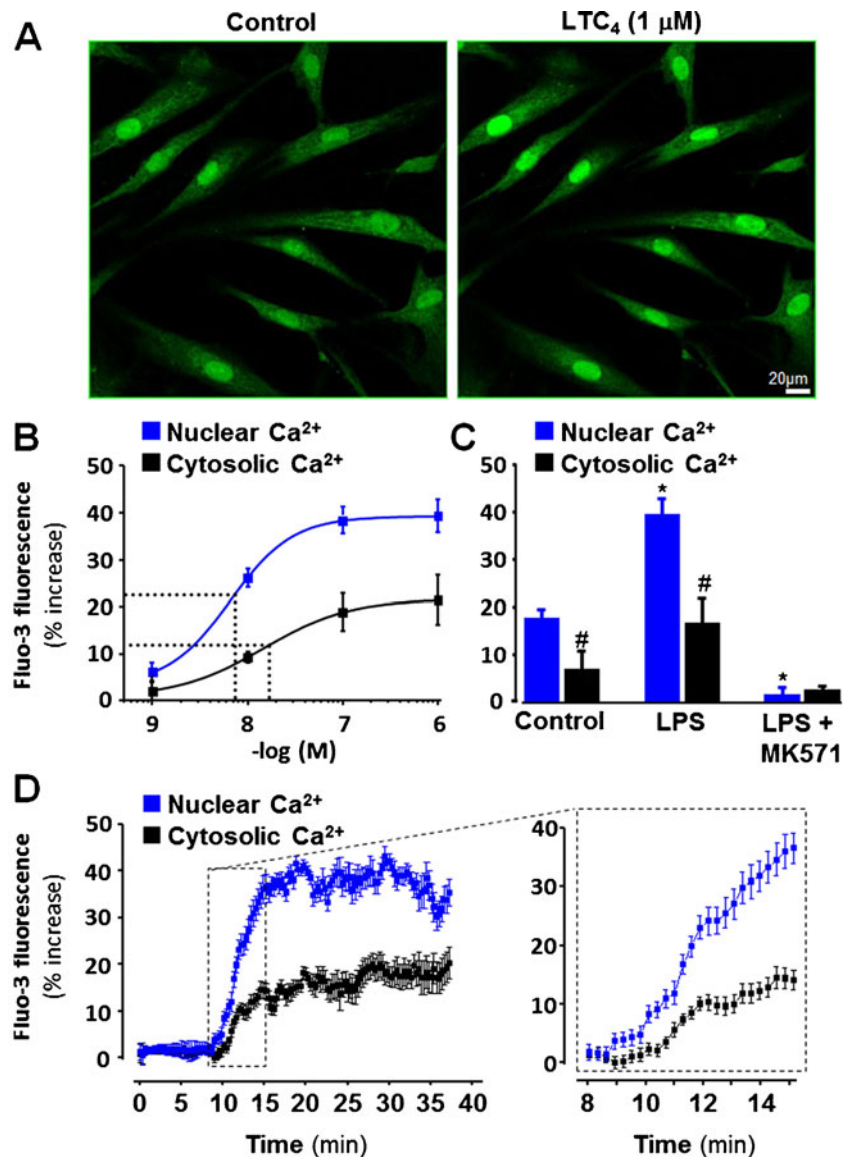 A
Control
LTC₄ (1 µM)
20µm
B
Nuclear Ca²⁺
Cytosolic Ca²⁺
Fluo-3 fluorescence
(% increase)
50
40
30
20
10
0
9 8 7 6
-log (M)
C
Nuclear Ca²⁺
Cytosolic Ca²⁺
50
40
30
20
10
0
*
#
*
#
*
Control
LPS
LPS +
MK571
D
Nuclear Ca²⁺
Cytosolic Ca²⁺
Fluo-3 fluorescence
(% increase)
50
40
30
20
10
0
0 5 10 15 20 25 30 35 40
Time (min)
40
30
20
10
0
8 10 12 14
Time (min)